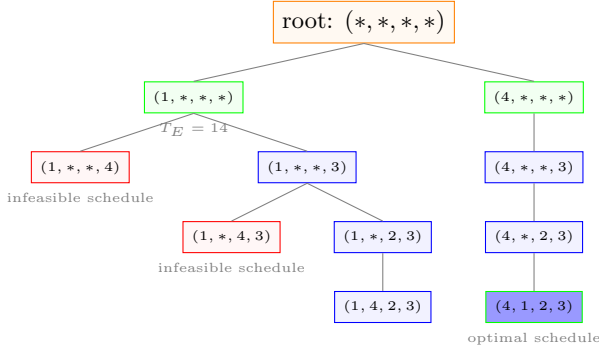 root: (∗, ∗, ∗, ∗)
(1, ∗, ∗, ∗)
(4, ∗, ∗, ∗)
T_E = 14
(1, ∗, ∗, 4)
(1, ∗, ∗, 3)
(4, ∗, ∗, 3)
infeasible schedule
(1, ∗, 4, 3)
(1, ∗, 2, 3)
(4, ∗, 2, 3)
infeasible schedule
(1, 4, 2, 3)
(4, 1, 2, 3)
optimal schedule